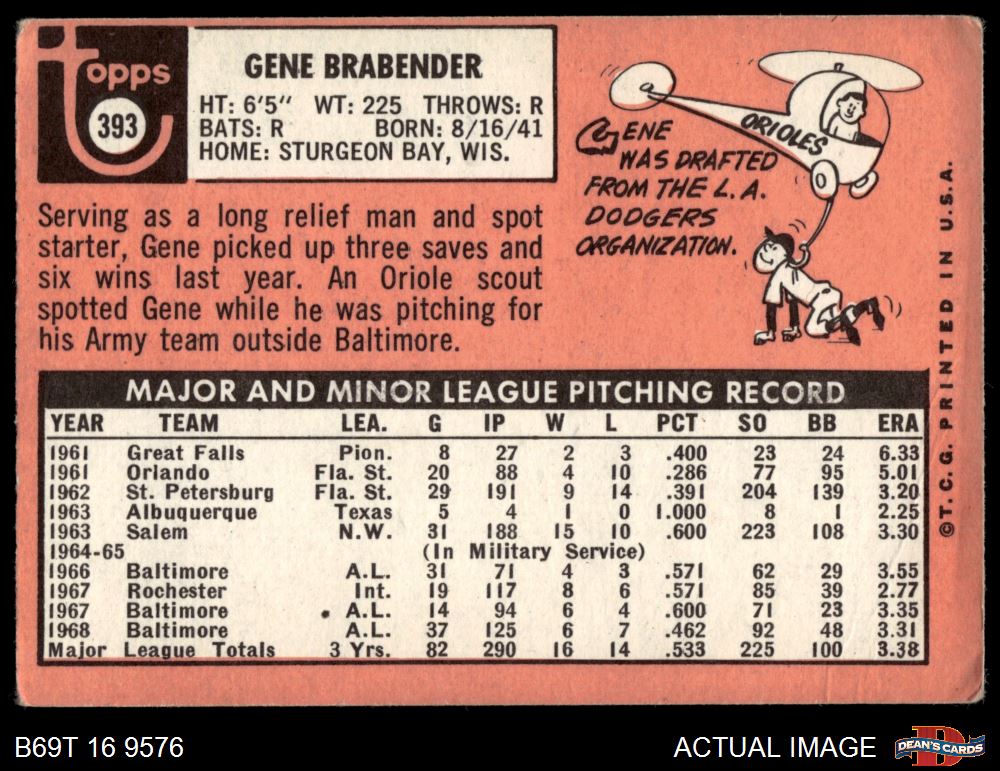 Topps
393
GENE BRABENDER
HT: 6'5" WT: 225 THROWS: R
BATS: R BORN: 8/16/41
HOME: STURGEON BAY, WIS.
Serving as a long relief man and spot
starter, Gene picked up three saves and
six wins last year. An Oriole scout
spotted Gene while he was pitching for
his Army team outside Baltimore.
ORIOLES
GENE
WAS DRAFTED
FROM THE L.A.
DODGERS
ORGANIZATION.
MAJOR AND MINOR LEAGUE PITCHING RECORD
YEAR TEAM LEA. G IP W L PCT SO BB ERA
1961 Great Falls Pion. 8 27 2 3 .400 23 24 6.33
1961 Orlando Fla. St. 20 88 4 10 .286 77 95 5.01
1962 St. Petersburg Fla. St. 29 191 9 14 .391 204 139 3.20
1963 Albuquerque Texas 5 4 1 0 1.000 8 1 2.25
1963 Salem N.W. 31 188 15 10 .600 223 108 3.30
1964-65 (In Military Service)
1966 Baltimore A.L. 31 71 4 3 .571 62 29 3.55
1967 Rochester Int. 19 117 8 6 .571 85 39 2.77
1967 Baltimore A.L. 14 94 6 4 .600 71 23 3.35
1968 Baltimore A.L. 37 125 6 7 .462 92 48 3.31
Major League Totals 3 Yrs. 82 290 16 14 .533 225 100 3.38
©T.C.G. PRINTED IN U.S.A.
B69T 16 9576
ACTUAL IMAGE
DEAN'S CARDS